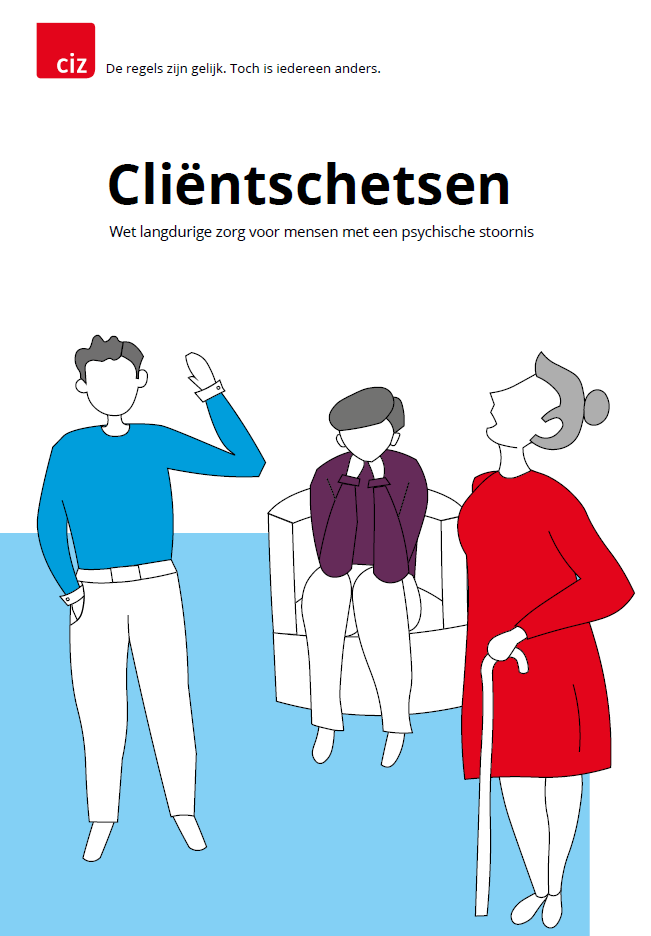 ciz
De regels zijn gelijk. Toch is iedereen anders.
Cliëntschetsen
Wet langdurige zorg voor mensen met een psychische stoornis